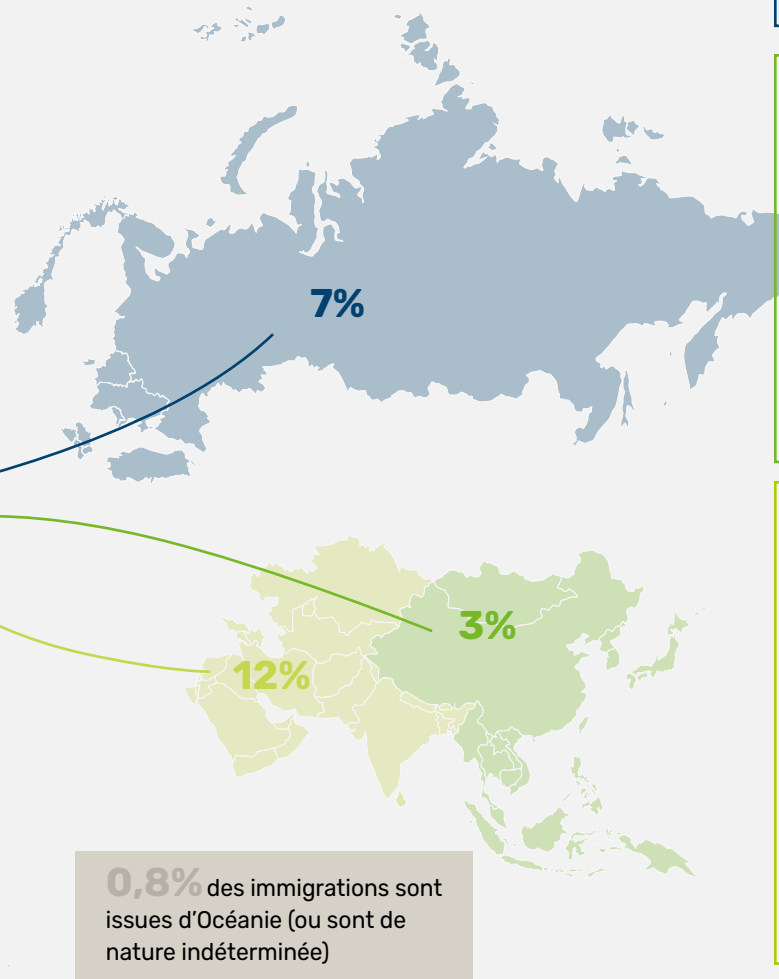 7%
3%
12%
0,8% des immigrations sont
issues d’Océanie (ou sont de
nature indéterminée)